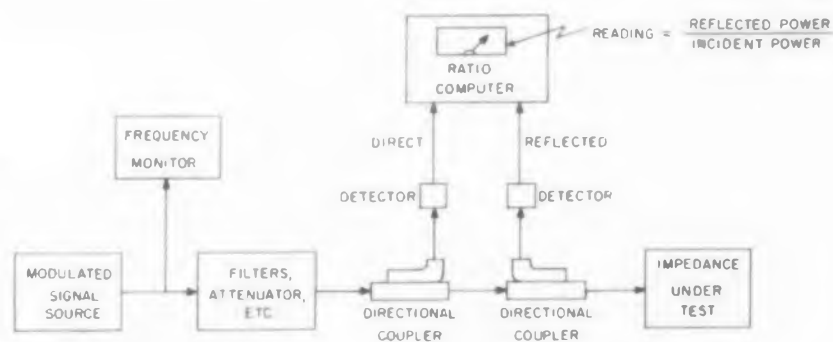 READING = REFLECTED POWER
INCIDENT POWER
RATIO
COMPUTER
FREQUENCY
MONITOR
DIRECT
REFLECTED
DETECTOR
DETECTOR
MODULATED
SIGNAL
SOURCE
FILTERS,
ATTENUATOR,
ETC
DIRECTIONAL
COUPLER
DIRECTIONAL
COUPLER
IMPEDANCE
UNDER
TEST